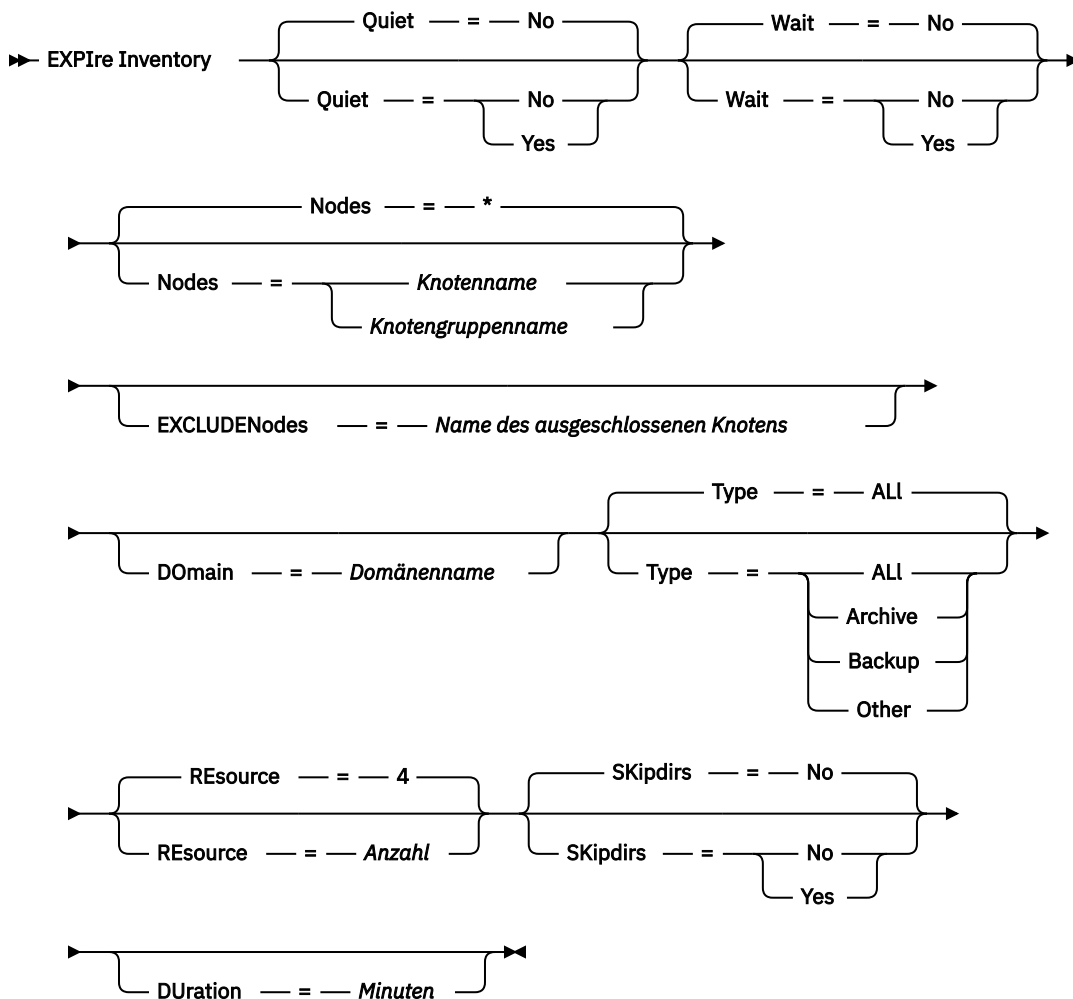 Quiet = No Wait = No
EXPIre Inventory
Quiet = No Wait = No
Yes Yes
Nodes = *
Nodes = Knotenname
Knotengruppenname
EXCLUDENodes = Name des ausgeschlossenen Knotens
Type = ALl
DOmain = Domänenname Type = ALl
Archive
Backup
Other
REsource = 4 SKipdirs = No
REsource = Anzahl SKipdirs = No
Yes
DUration = Minuten